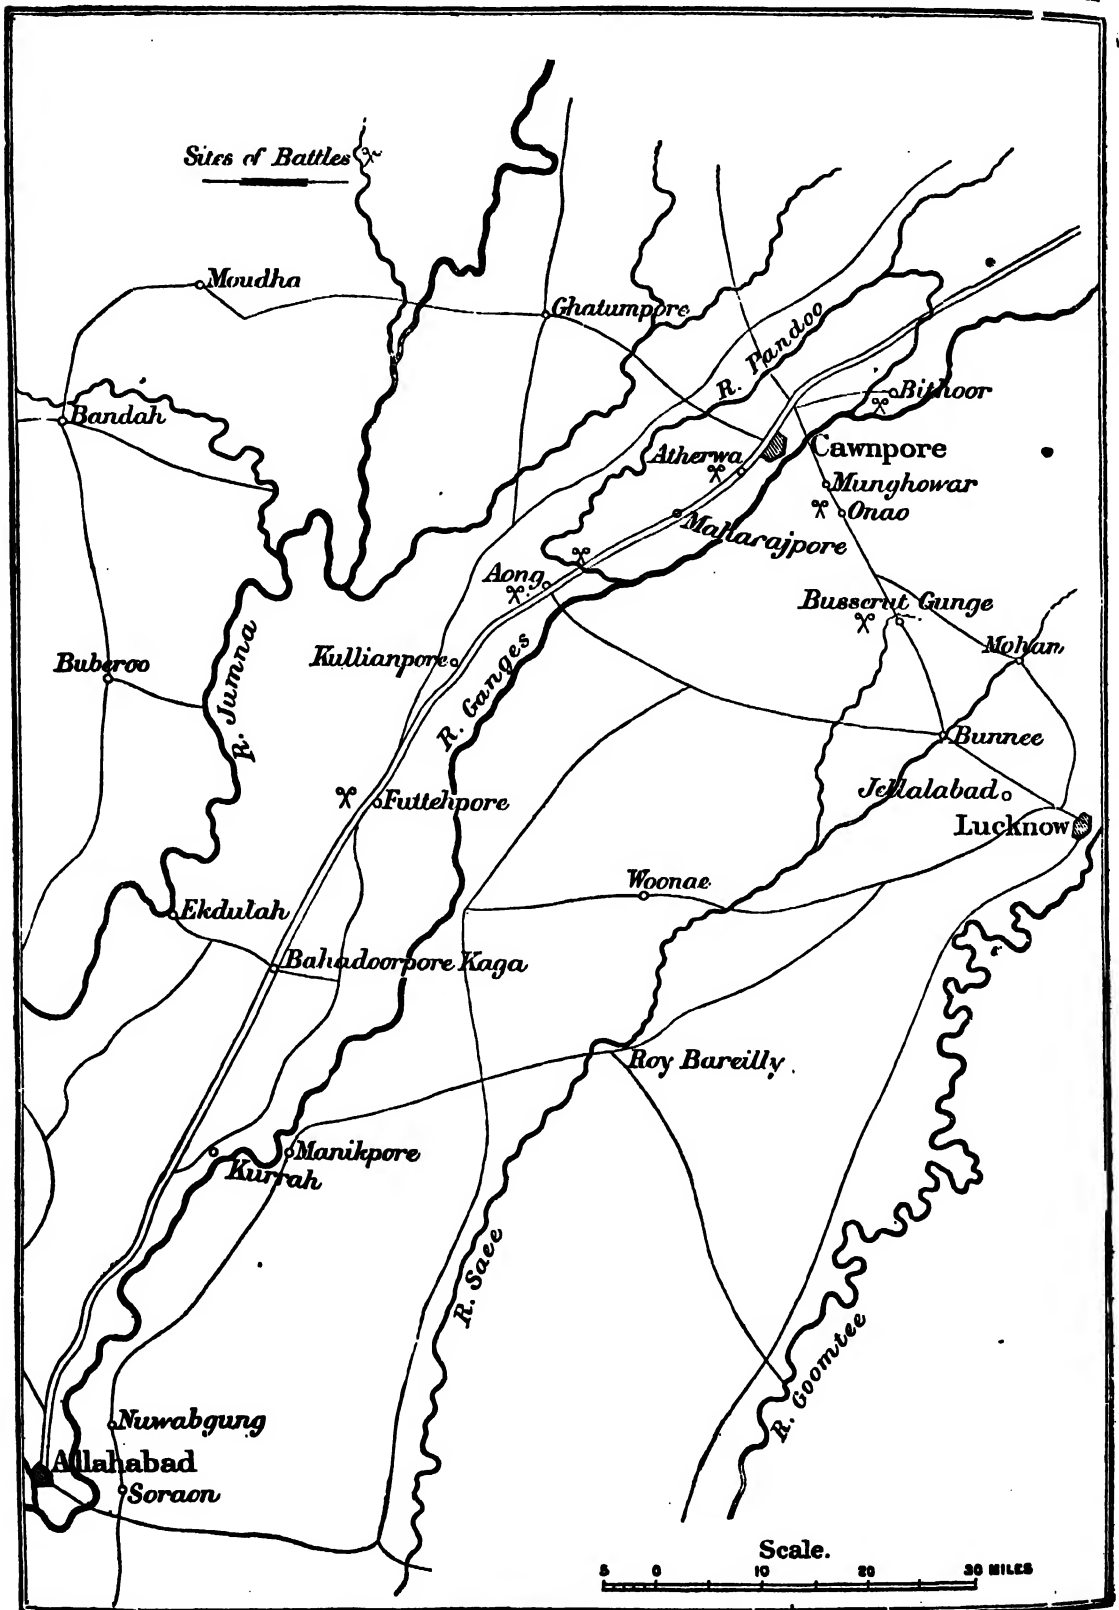 Sites of Battles
Moudha
Ghatumpore
R. Pandoo
Bithoor
Bandah
Atherwa
Cawnpore
Munghowar
Onao
Maharajpore
Aong
Busserut Gunge
Mohan
Kullianpore
Buberoo
R. Jumna
R. Ganges
Bunnee
Jellalabad
Futtehpore
Lucknow
Woonae
Ekdulah
Bahadoorpore Kaga
Roy Bareilly
Manikpore
Kurrah
R. Saee
R. Goomtee
Nuwabgung
Allahabad
Soraon
Scale.
5 0 10 20 30 MILES